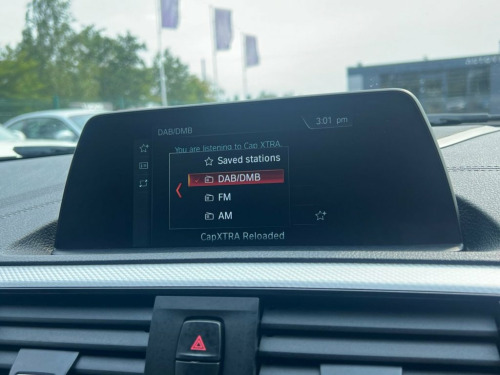 DAB/DMB
3:01 pm
You are listening to Cap XTRA
Saved stations
DAB/DMB
FM
AM
CapXTRA Reloaded